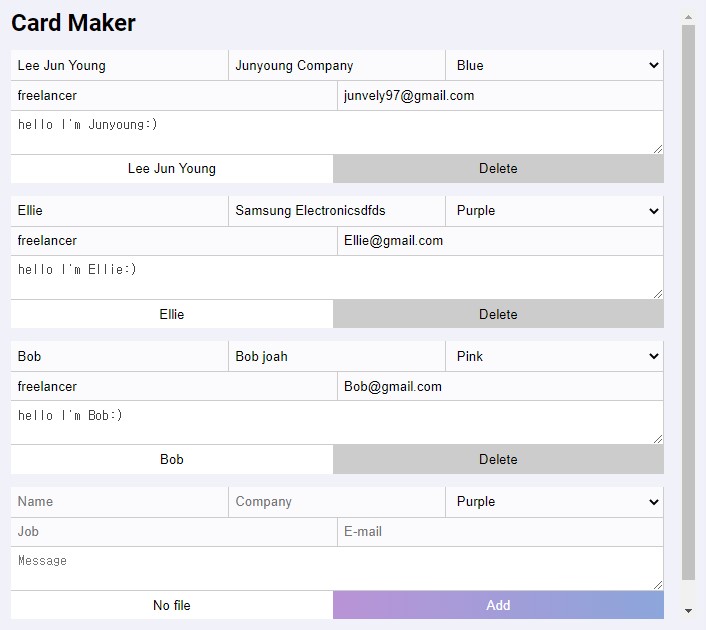 Card Maker
Lee Jun Young Junyoung Company Blue
freelancer junvely97@gmail.com
hello I'm Junyoung:)
Lee Jun Young Delete
Ellie Samsung Electronicsdfds Purple
freelancer Ellie@gmail.com
hello I'm Ellie:)
Ellie Delete
Bob Bob joah Pink
freelancer Bob@gmail.com
hello I'm Bob:)
Bob Delete
Name Company Purple
Job E-mail
Message
No file Add